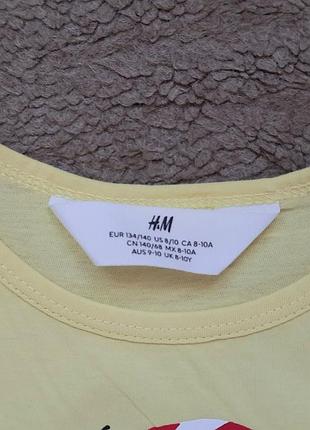 H&M
EUR 134/140 US 8/10 CA 8-10A
CN 140/68 MX 8-10A
AUS 9-10 UK 8-10Y